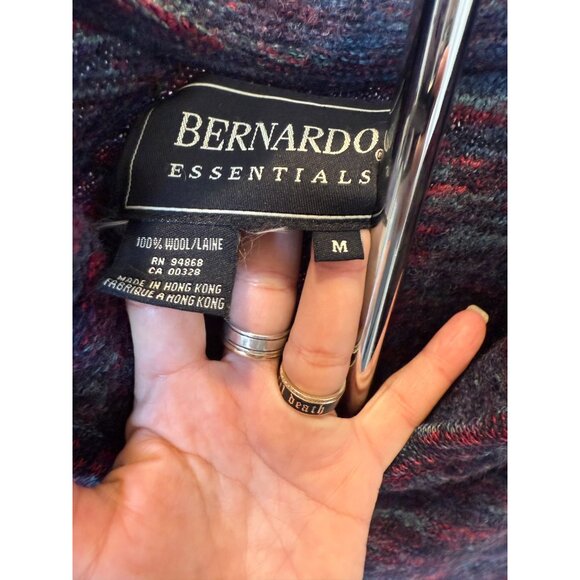 BERNARDO®
ESSENTIALS
100% WOOL/LAINE
RN 94868
CA 00328
MADE IN HONG KONG
FABRIQUE A HONG KONG
M
death